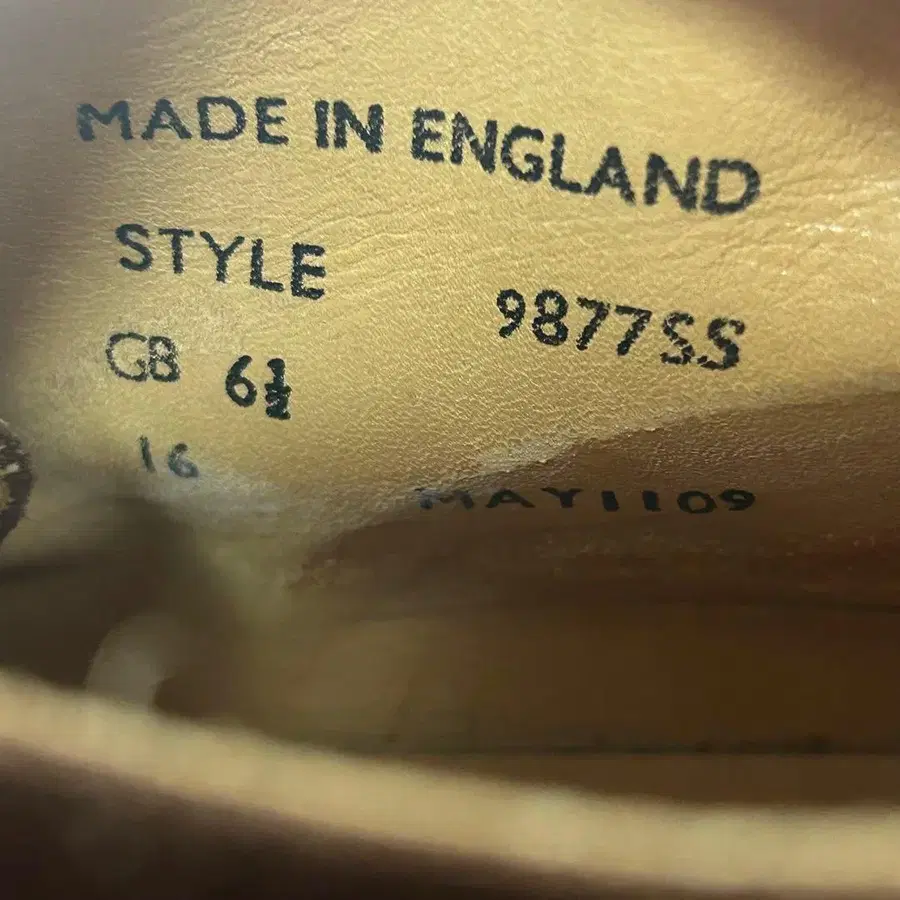 MADE IN ENGLAND
STYLE 9877SS
GB 6½
16 MAY1109